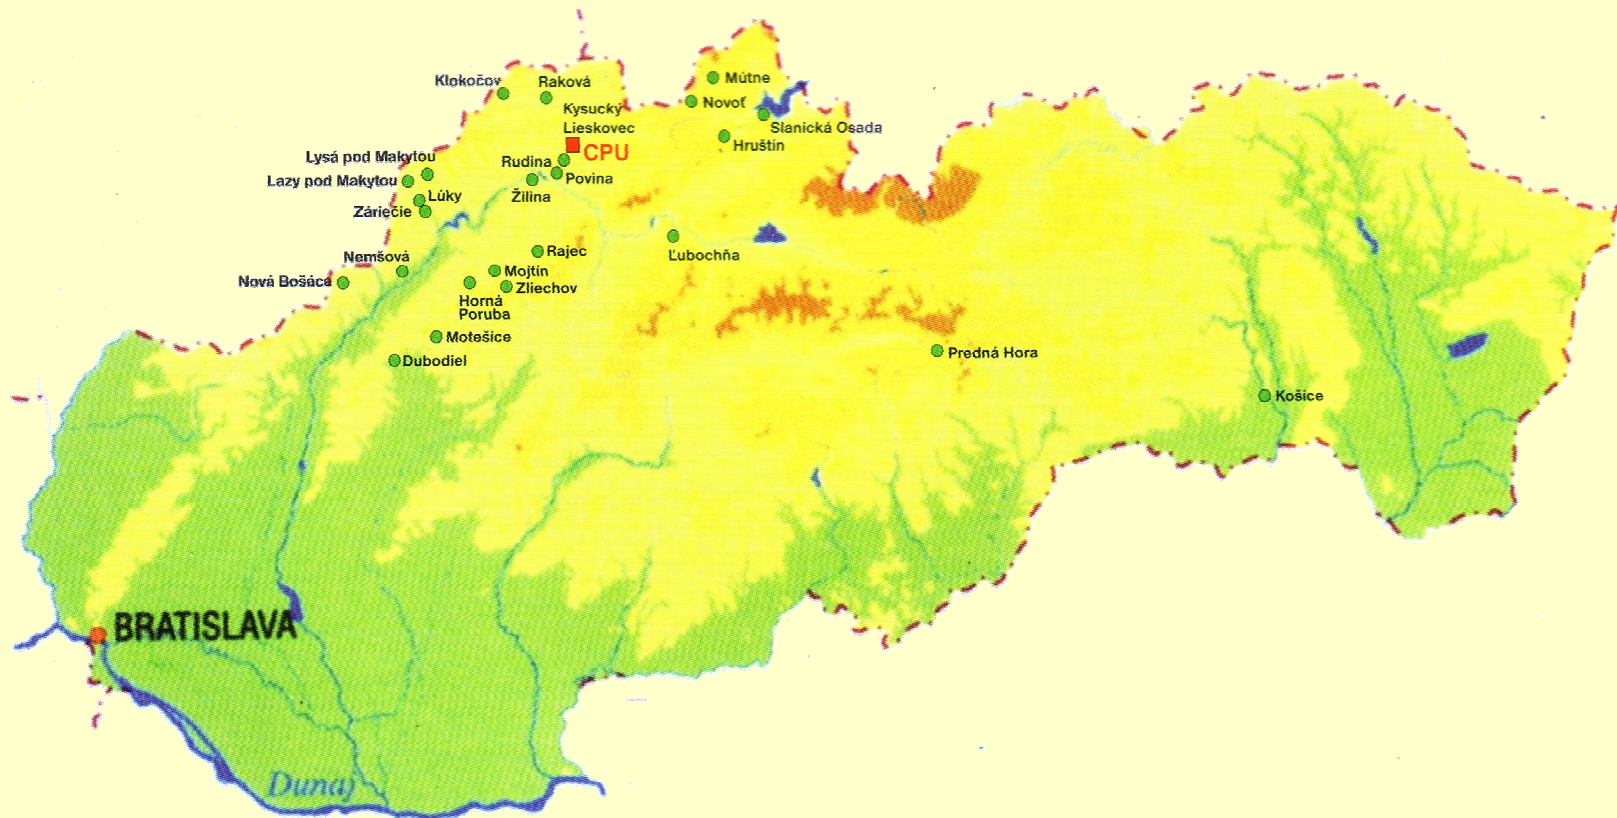 Klokočov
Raková
Mútne
Novoť
Kysucký
Lieskovec
Slanická Osada
Hruštín
CPU
Lysá pod Makytou
Rudina
Lazy pod Makytou
Povina
Lúky
Žilina
Záriečie
Rajec
Ľubochňa
Nemšová
Mojtín
Nová Bošáca
Zliechov
Horná
Poruba
Motešice
Predná Hora
Dubodiel
Košice
BRATISLAVA
Dunaj